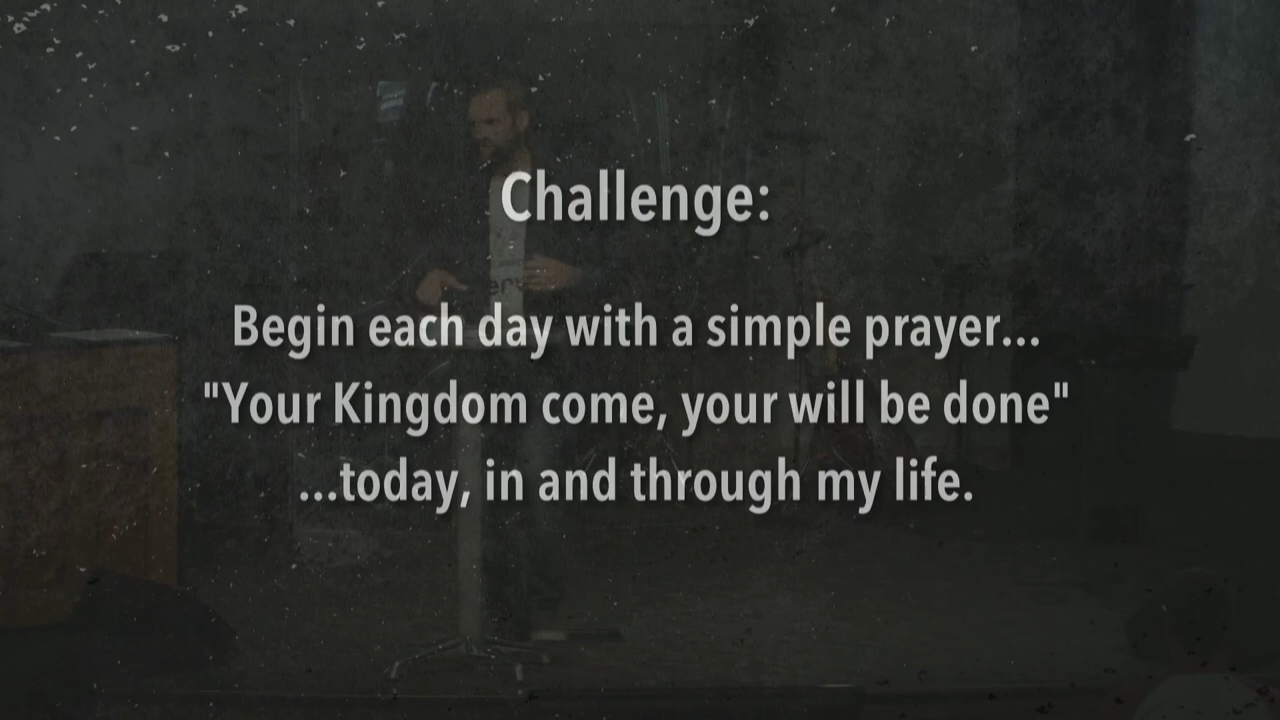 Challenge:
Begin each day with a simple prayer...
"Your Kingdom come, your will be done"
...today, in and through my life.